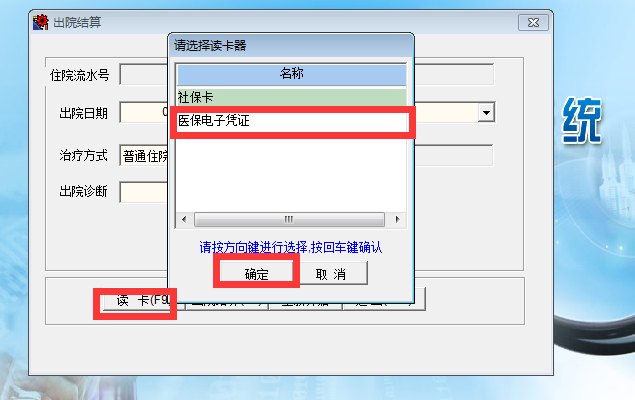 出院结算
请选择读卡器
名称
社保卡
医保电子凭证
请按方向键进行选择,按回车键确认
确定
取 消
住院流水号
出院日期
0
治疗方式
普通住院
出院诊断
读 卡(F9
统